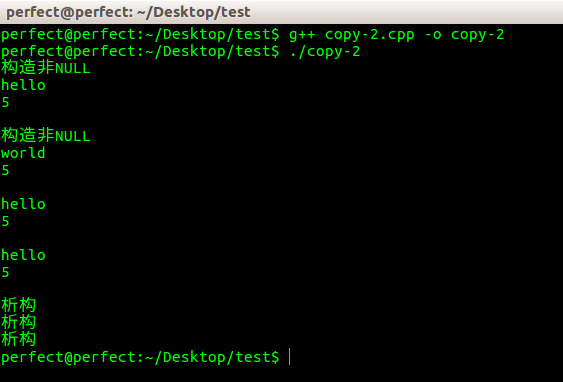 perfect@perfect: ~/Desktop/test
perfect@perfect:~/Desktop/test$ g++ copy-2.cpp -o copy-2
perfect@perfect:~/Desktop/test$ ./copy-2
构造非NULL
hello
5
构造非NULL
world
5
hello
5
hello
5
析构
析构
析构
perfect@perfect:~/Desktop/test$